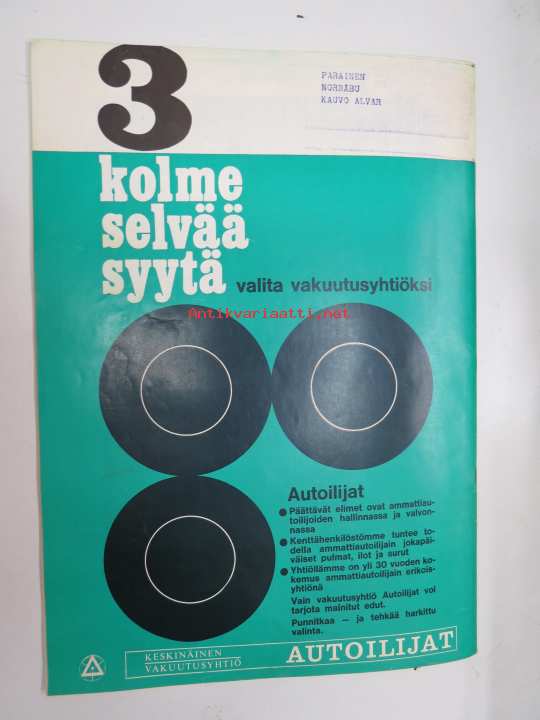 3
PARAINEN
NORRÅBU
KAUVO ALVAR
kolme
selvää
syytä valita vakuutusyhtiöksi
Antikvariaatti.net
Autoilijat
● Päättävät elimet ovat ammattiau-
toilijoiden hallinnassa ja valvon-
nassa
● Kenttähenkilöstömme tuntee to-
della ammattiautoilijain jokapäi-
väiset pulmat, ilot ja surut
● Yhtiöllämme on yli 30 vuoden ko-
kemus ammattiautoilijain erikois-
yhtiönä
Vain vakuutusyhtiö Autoilijat voi
tarjota mainitut edut.
Punnitkaa — ja tehkää harkittu
valinta.
KESKINÄINEN
VAKUUTUSYHTIÖ AUTOILIJAT